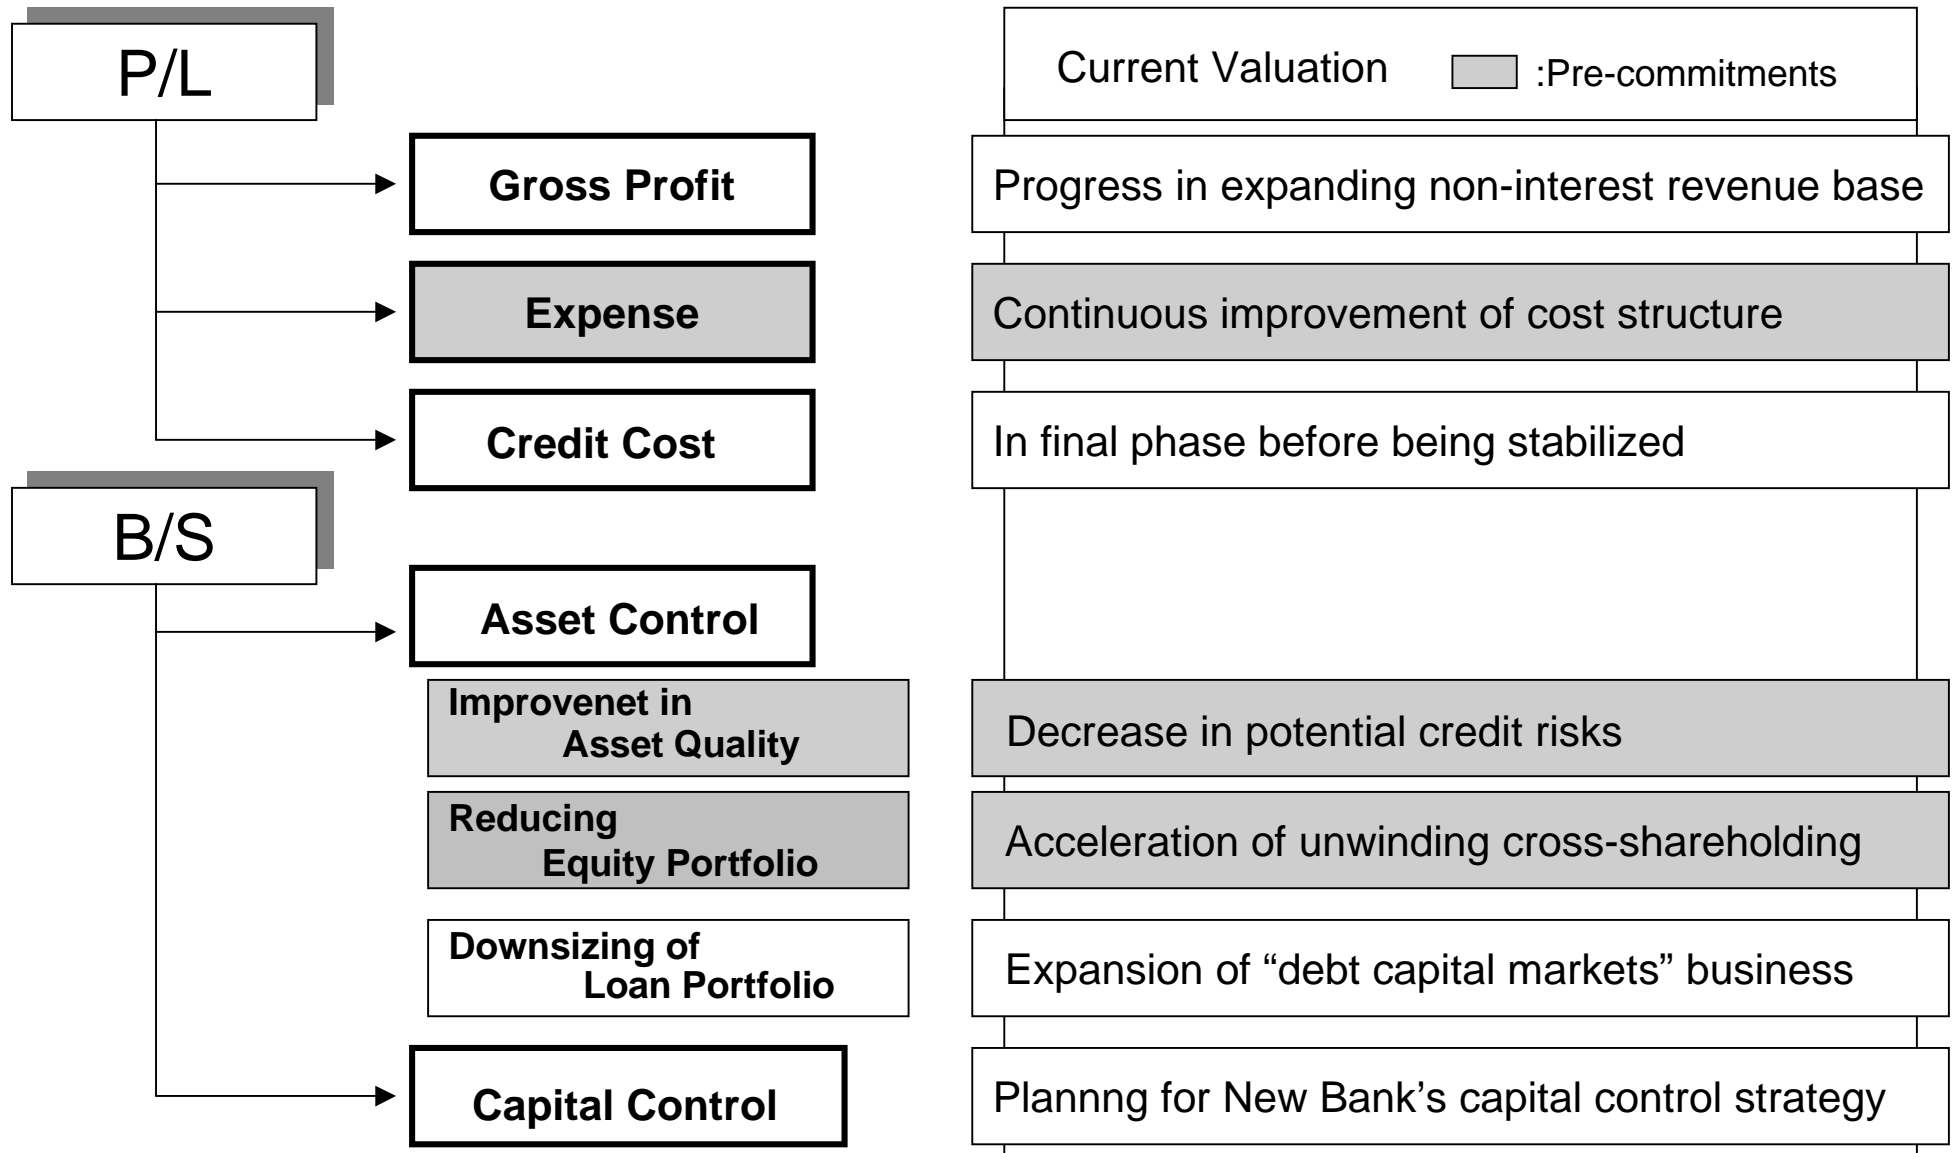 P/L
Current Valuation :Pre-commitments
Gross Profit
Progress in expanding non-interest revenue base
Expense
Continuous improvement of cost structure
Credit Cost
In final phase before being stabilized
B/S
Asset Control
Improvenet in
Asset Quality
Decrease in potential credit risks
Reducing
Equity Portfolio
Acceleration of unwinding cross-shareholding
Downsizing of
Loan Portfolio
Expansion of “debt capital markets” business
Capital Control
Plannng for New Bank’s capital control strategy